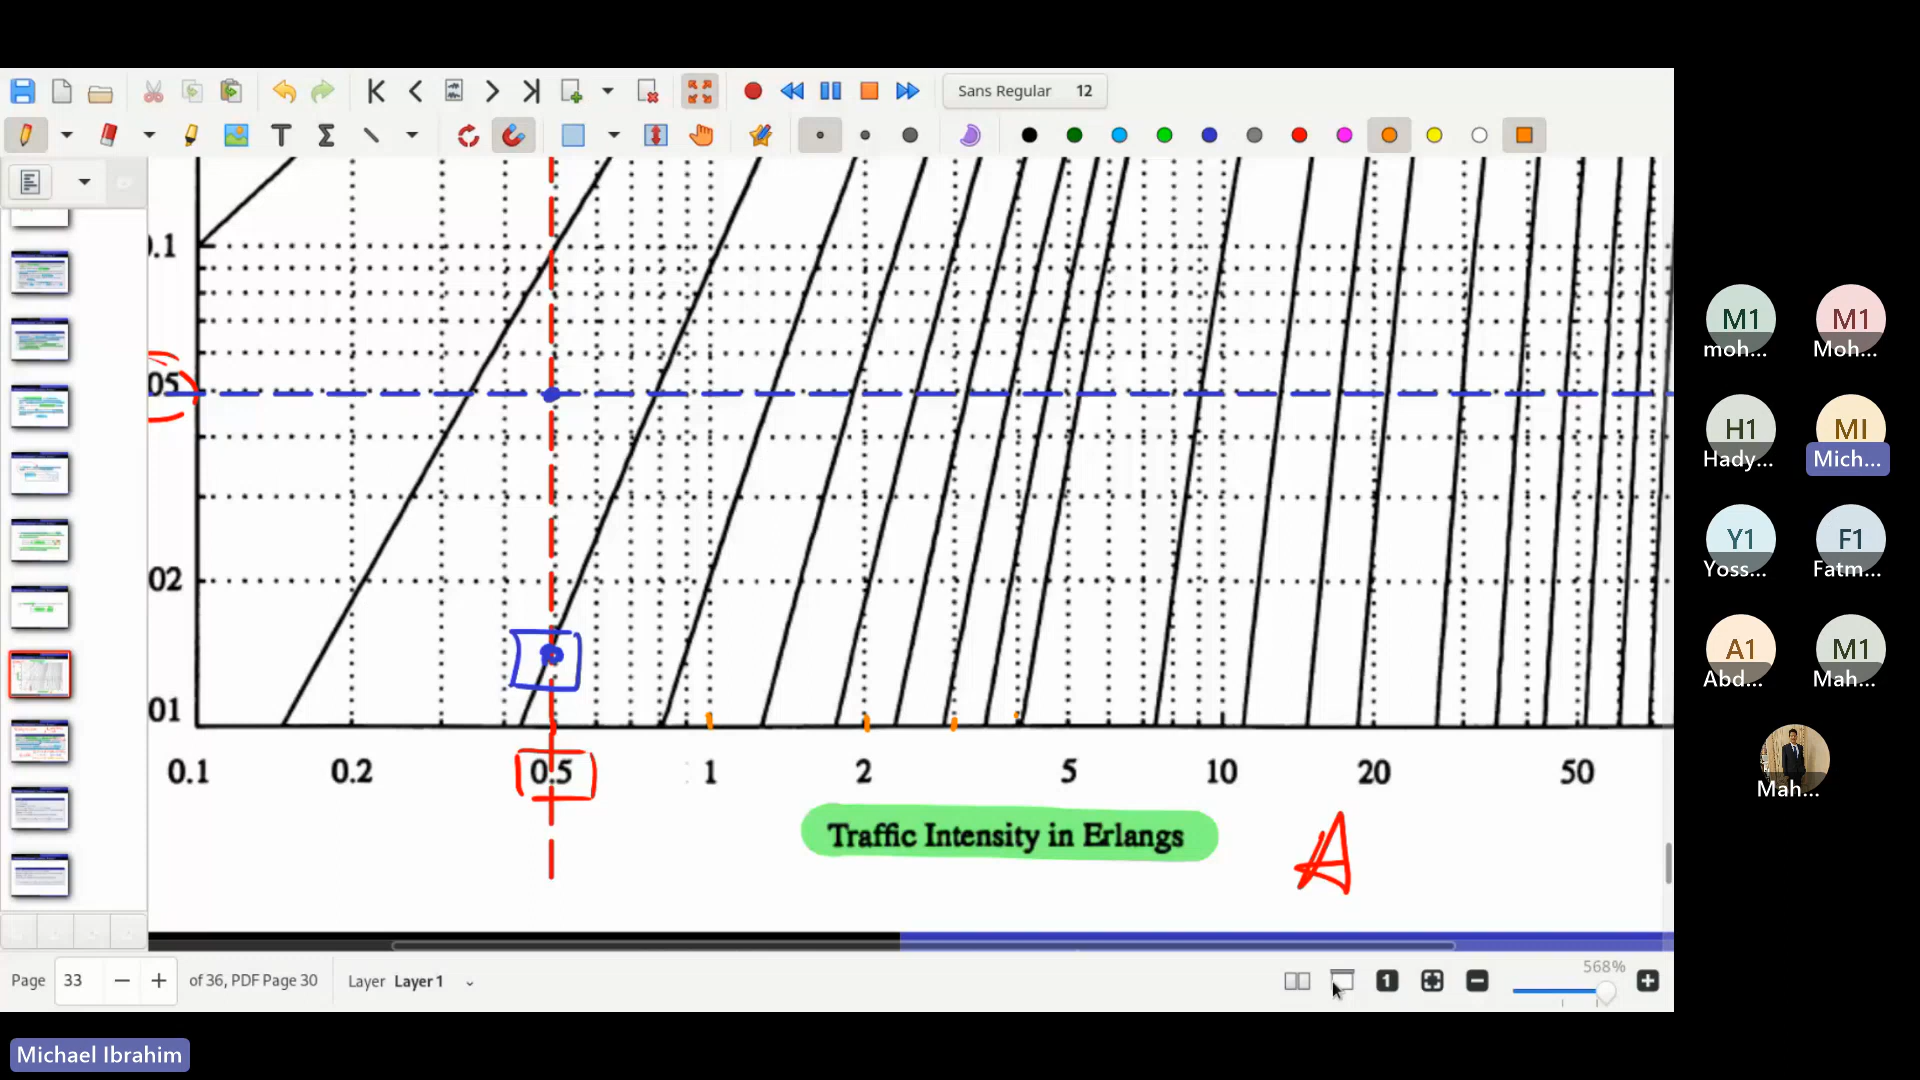 Sans Regular 12
T Σ
0.1
05
02
01
0.1 0.2 0.5 1 2 5 10 20 50
Traffic Intensity in Erlangs
A
Page 33 of 36, PDF Page 30 Layer Layer 1
1
568%
M1 M1
moh... Moh...
H1 MI
Hady... Mich...
Y1 F1
Yoss... Fatm...
A1 M1
Abd... Mah...
Mah...
Michael Ibrahim